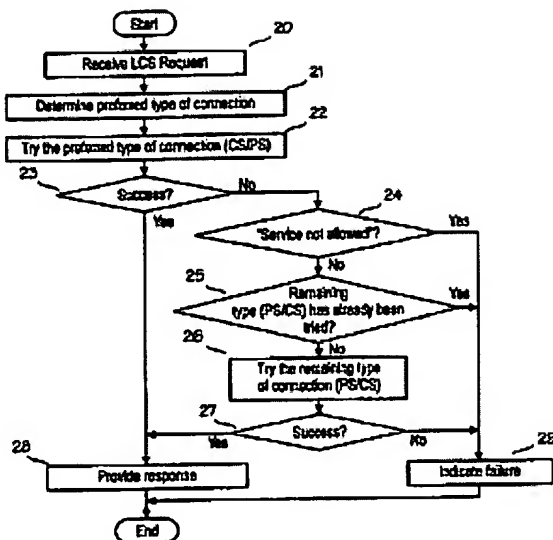 Start
20
Receive LCS Request
21
Determine preferred type of connection
22
Try the preferred type of connection (CS/PS)
23
Success?
No
Yes
24
"Service not allowed"?
Yes
No
25
Remaining
type (PS/CS) has already been
tried?
Yes
No
26
Try the remaining type
of connection (PS/CS)
27
Success?
Yes
No
28
Provide response
29
Indicate failure
End